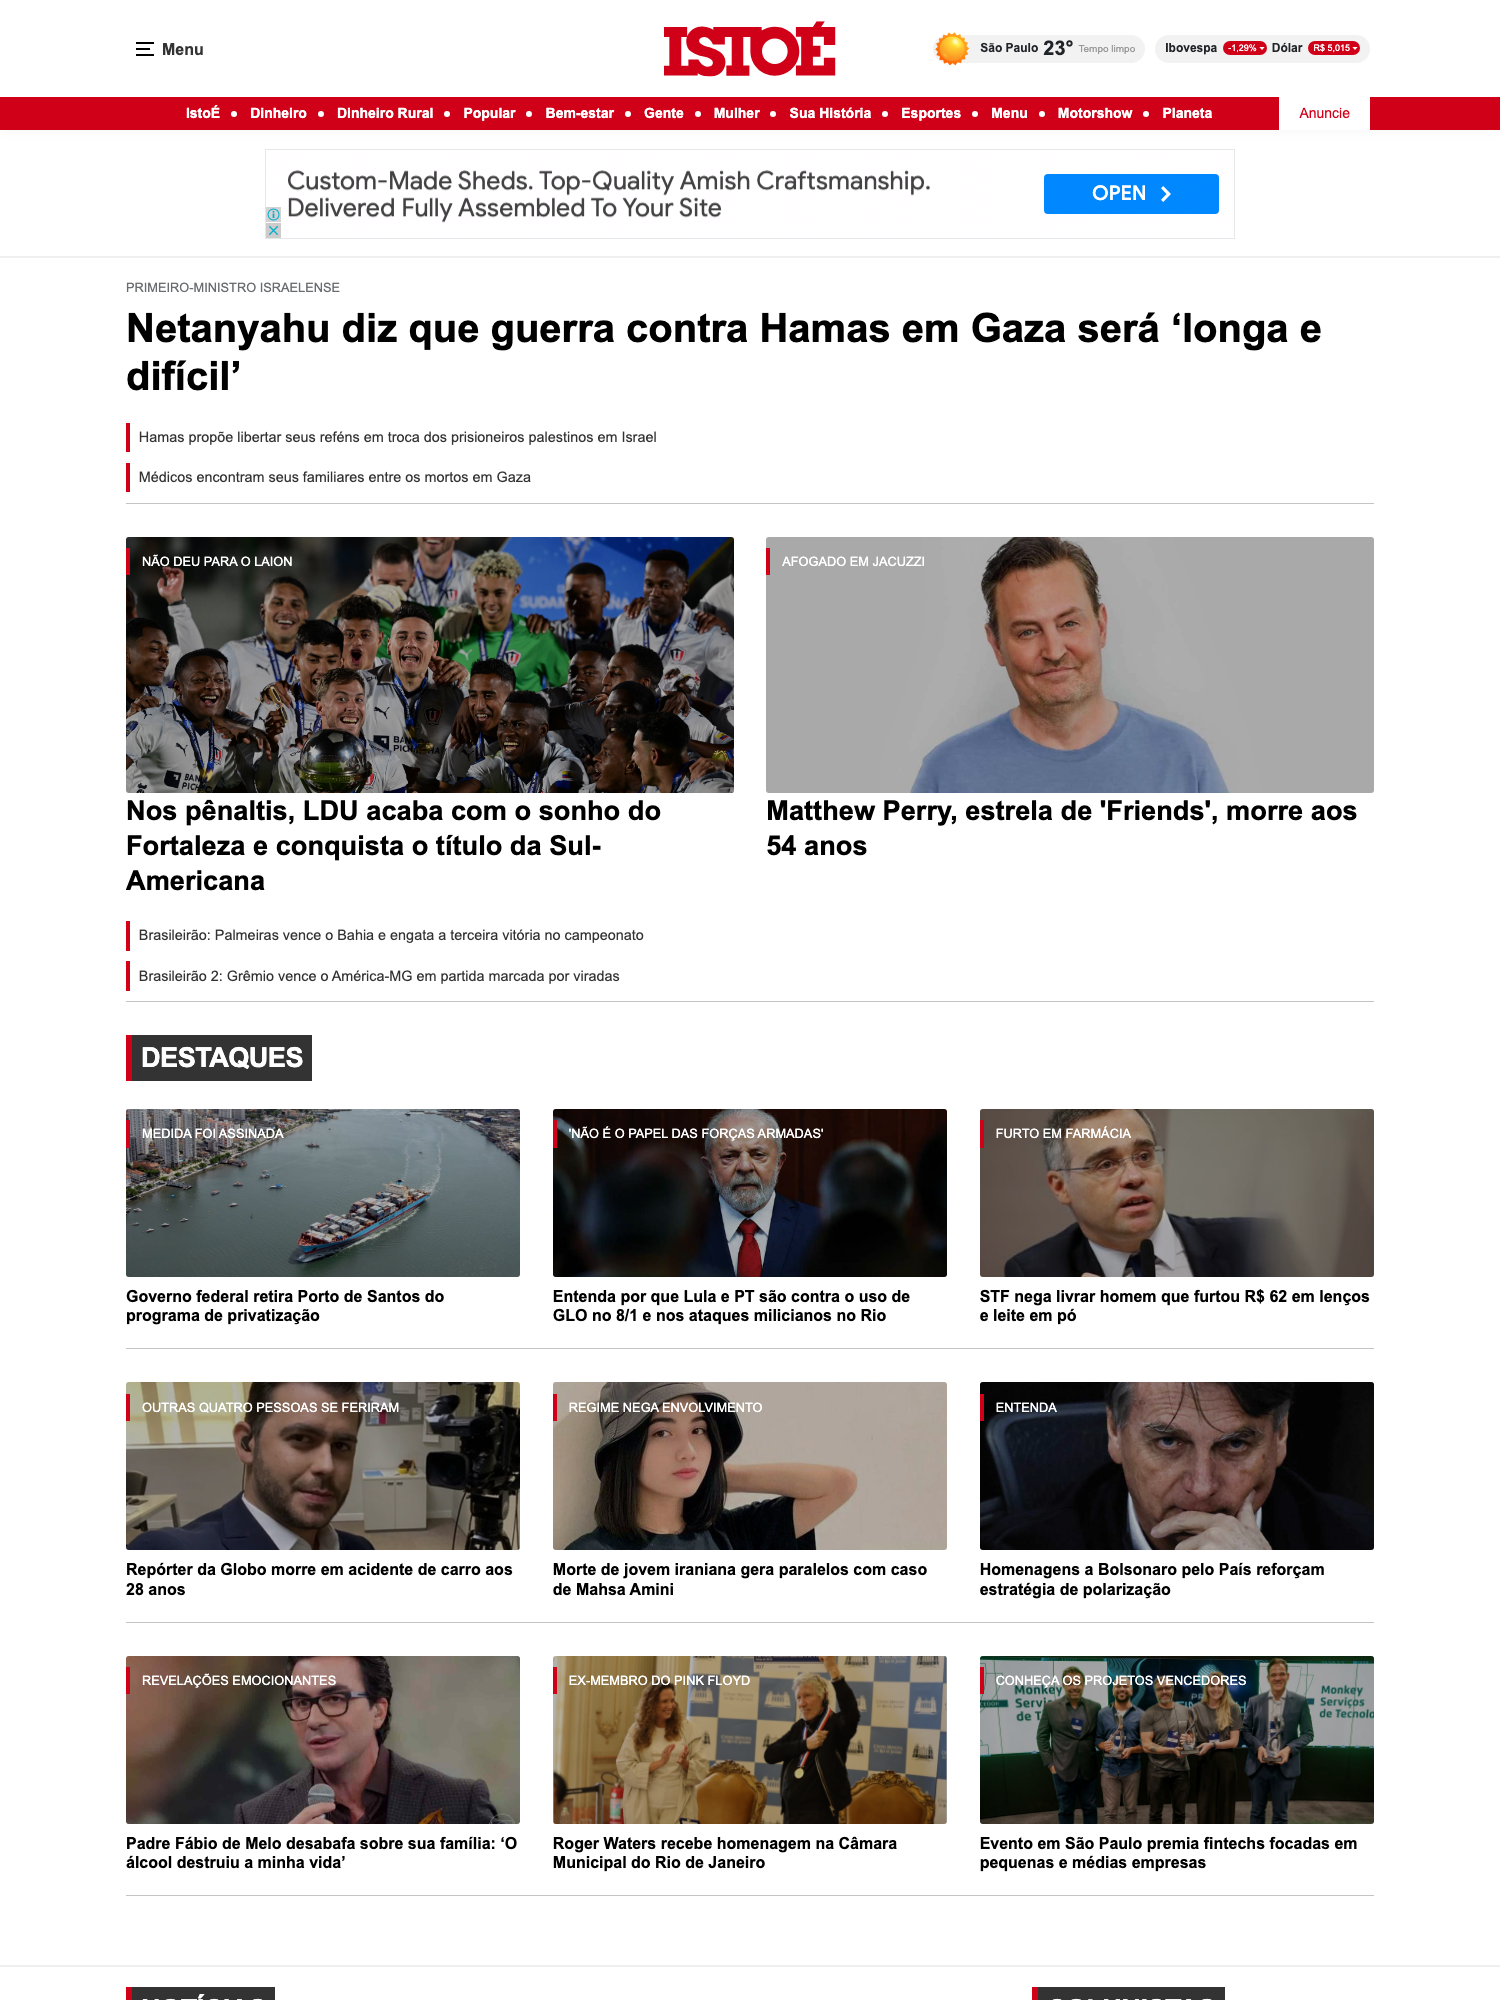 Menu
ISTOÉ
São Paulo 23° Tempo limpo
Ibovespa -1,29% Dólar R$ 5,015
IstoÉ
Dinheiro
Dinheiro Rural
Popular
Bem-estar
Gente
Mulher
Sua História
Esportes
Menu
Motorshow
Planeta
Anuncie
Custom-Made Sheds. Top-Quality Amish Craftsmanship.
Delivered Fully Assembled To Your Site
OPEN
PRIMEIRO-MINISTRO ISRAELENSE
Netanyahu diz que guerra contra Hamas em Gaza será ‘longa e
difícil’
Hamas propõe libertar seus reféns em troca dos prisioneiros palestinos em Israel
Médicos encontram seus familiares entre os mortos em Gaza
NÃO DEU PARA O LAION
Nos pênaltis, LDU acaba com o sonho do
Fortaleza e conquista o título da Sul-
Americana
AFOGADO EM JACUZZI
Matthew Perry, estrela de 'Friends', morre aos
54 anos
Brasileirão: Palmeiras vence o Bahia e engata a terceira vitória no campeonato
Brasileirão 2: Grêmio vence o América-MG em partida marcada por viradas
DESTAQUES
MEDIDA FOI ASSINADA
Governo federal retira Porto de Santos do
programa de privatização
'NÃO É O PAPEL DAS FORÇAS ARMADAS'
Entenda por que Lula e PT são contra o uso de
GLO no 8/1 e nos ataques milicianos no Rio
FURTO EM FARMÁCIA
STF nega livrar homem que furtou R$ 62 em lenços
e leite em pó
OUTRAS QUATRO PESSOAS SE FERIRAM
Repórter da Globo morre em acidente de carro aos
28 anos
REGIME NEGA ENVOLVIMENTO
Morte de jovem iraniana gera paralelos com caso
de Mahsa Amini
ENTENDA
Homenagens a Bolsonaro pelo País reforçam
estratégia de polarização
REVELAÇÕES EMOCIONANTES
Padre Fábio de Melo desabafa sobre sua família: ‘O
álcool destruiu a minha vida’
EX-MEMBRO DO PINK FLOYD
Roger Waters recebe homenagem na Câmara
Municipal do Rio de Janeiro
CONHEÇA OS PROJETOS VENCEDORES
Monkey
Serviços
de Tecnolo
Evento em São Paulo premia fintechs focadas em
pequenas e médias empresas